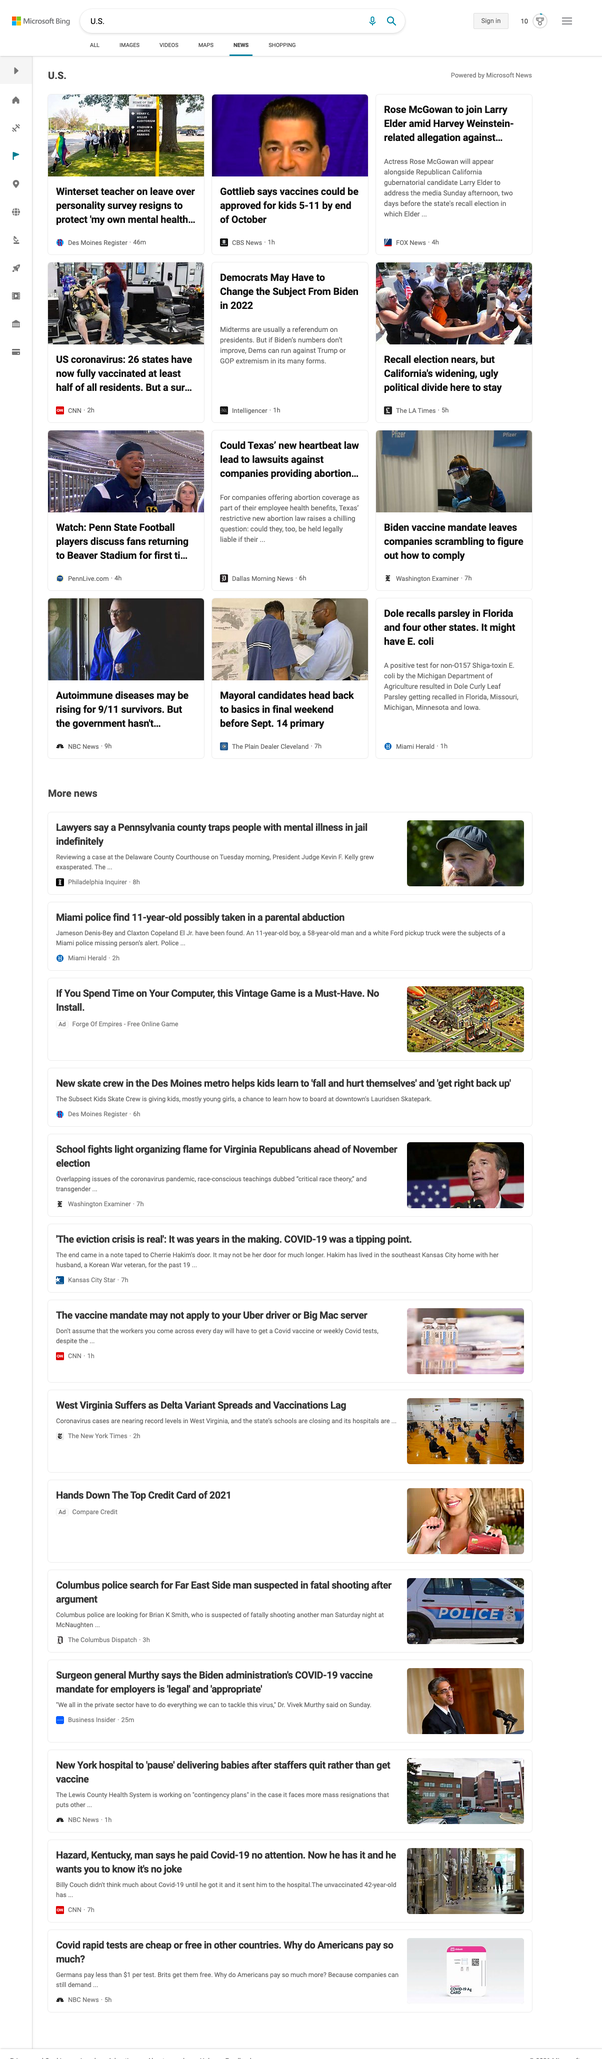 Microsoft Bing
U.S.
Sign in
10
ALL
IMAGES
VIDEOS
MAPS
NEWS
SHOPPING
U.S.
Powered by Microsoft News
Winterset teacher on leave over
personality survey resigns to
protect 'my own mental health...
Des Moines Register · 46m
Gottlieb says vaccines could be
approved for kids 5-11 by end
of October
CBS News · 1h
Rose McGowan to join Larry
Elder amid Harvey Weinstein-
related allegation against...
Actress Rose McGowan will appear
alongside Republican California
gubernatorial candidate Larry Elder to
address the media Sunday afternoon, two
days before the state's recall election in
which Elder ...
FOX News · 4h
US coronavirus: 26 states have
now fully vaccinated at least
half of all residents. But a sur...
CNN · 2h
Democrats May Have to
Change the Subject From Biden
in 2022
Midterms are usually a referendum on
presidents. But if Biden's numbers don't
improve, Dems can run against Trump or
GOP extremism in its many forms.
Intelligencer · 1h
Recall election nears, but
California's widening, ugly
political divide here to stay
The LA Times · 5h
Watch: Penn State Football
players discuss fans returning
to Beaver Stadium for first ti...
PennLive.com · 4h
Could Texas' new heartbeat law
lead to lawsuits against
companies providing abortion...
For companies offering abortion coverage as
part of their employee health benefits, Texas'
restrictive new abortion law raises a chilling
question: could they, too, be held legally
liable if their ...
Dallas Morning News · 6h
Pfizer
Pfizer
Biden vaccine mandate leaves
companies scrambling to figure
out how to comply
Washington Examiner · 7h
Autoimmune diseases may be
rising for 9/11 survivors. But
the government hasn't...
NBC News · 9h
Mayoral candidates head back
to basics in final weekend
before Sept. 14 primary
The Plain Dealer Cleveland · 7h
Dole recalls parsley in Florida
and four other states. It might
have E. coli
A positive test for non-O157 Shiga-toxin E.
coli by the Michigan Department of
Agriculture resulted in Dole Curly Leaf
Parsley getting recalled in Florida, Missouri,
Michigan, Minnesota and Iowa.
Miami Herald · 1h
More news
Lawyers say a Pennsylvania county traps people with mental illness in jail
indefinitely
Reviewing a case at the Delaware County Courthouse on Tuesday morning, President Judge Kevin F. Kelly grew
exasperated. The ...
Philadelphia Inquirer · 8h
Miami police find 11-year-old possibly taken in a parental abduction
Jameson Denis-Bey and Claxton Copeland El Jr. have been found. An 11-year-old boy, a 58-year-old man and a white Ford pickup truck were the subjects of a
Miami police missing person's alert. Police ...
Miami Herald · 2h
If You Spend Time on Your Computer, this Vintage Game is a Must-Have. No
Install.
Ad Forge Of Empires - Free Online Game
New skate crew in the Des Moines metro helps kids learn to 'fall and hurt themselves' and 'get right back up'
The Subsect Kids Skate Crew is giving kids, mostly young girls, a chance to learn how to board at downtown's Lauridsen Skatepark.
Des Moines Register · 6h
School fights light organizing flame for Virginia Republicans ahead of November
election
Overlapping issues of the coronavirus pandemic, race-conscious teachings dubbed "critical race theory," and
transgender ...
Washington Examiner · 7h
'The eviction crisis is real': It was years in the making. COVID-19 was a tipping point.
The end came in a note taped to Cherrie Hakim's door. It may not be her door for much longer. Hakim has lived in the southeast Kansas City home with her
husband, a Korean War veteran, for the past 19 ...
Kansas City Star · 7h
The vaccine mandate may not apply to your Uber driver or Big Mac server
Don't assume that the workers you come across every day will have to get a Covid vaccine or weekly Covid tests,
despite the ...
CNN · 1h
West Virginia Suffers as Delta Variant Spreads and Vaccinations Lag
Coronavirus cases are nearing record levels in West Virginia, and the state's schools are closing and its hospitals are ...
The New York Times · 2h
Hands Down The Top Credit Card of 2021
Ad Compare Credit
Columbus police search for Far East Side man suspected in fatal shooting after
argument
Columbus police are looking for Brian K Smith, who is suspected of fatally shooting another man Saturday night at
McNaughten ...
The Columbus Dispatch · 3h
POLICE
Surgeon general Murthy says the Biden administration's COVID-19 vaccine
mandate for employers is 'legal' and 'appropriate'
"We all in the private sector have to do everything we can to tackle this virus," Dr. Vivek Murthy said on Sunday.
Business Insider · 25m
New York hospital to 'pause' delivering babies after staffers quit rather than get
vaccine
The Lewis County Health System is working on "contingency plans" in the case it faces more mass resignations that
puts other ...
NBC News · 1h
Hazard, Kentucky, man says he paid Covid-19 no attention. Now he has it and he
wants you to know it's no joke
Billy Couch didn't think much about Covid-19 until he got it and it sent him to the hospital.The unvaccinated 42-year-old
has ...
CNN · 7h
Covid rapid tests are cheap or free in other countries. Why do Americans pay so
much?
Germans pay less than $1 per test. Brits get them free. Why do Americans pay so much more? Because companies can
still demand ...
NBC News · 5h
COVID-19 Ag
CARD